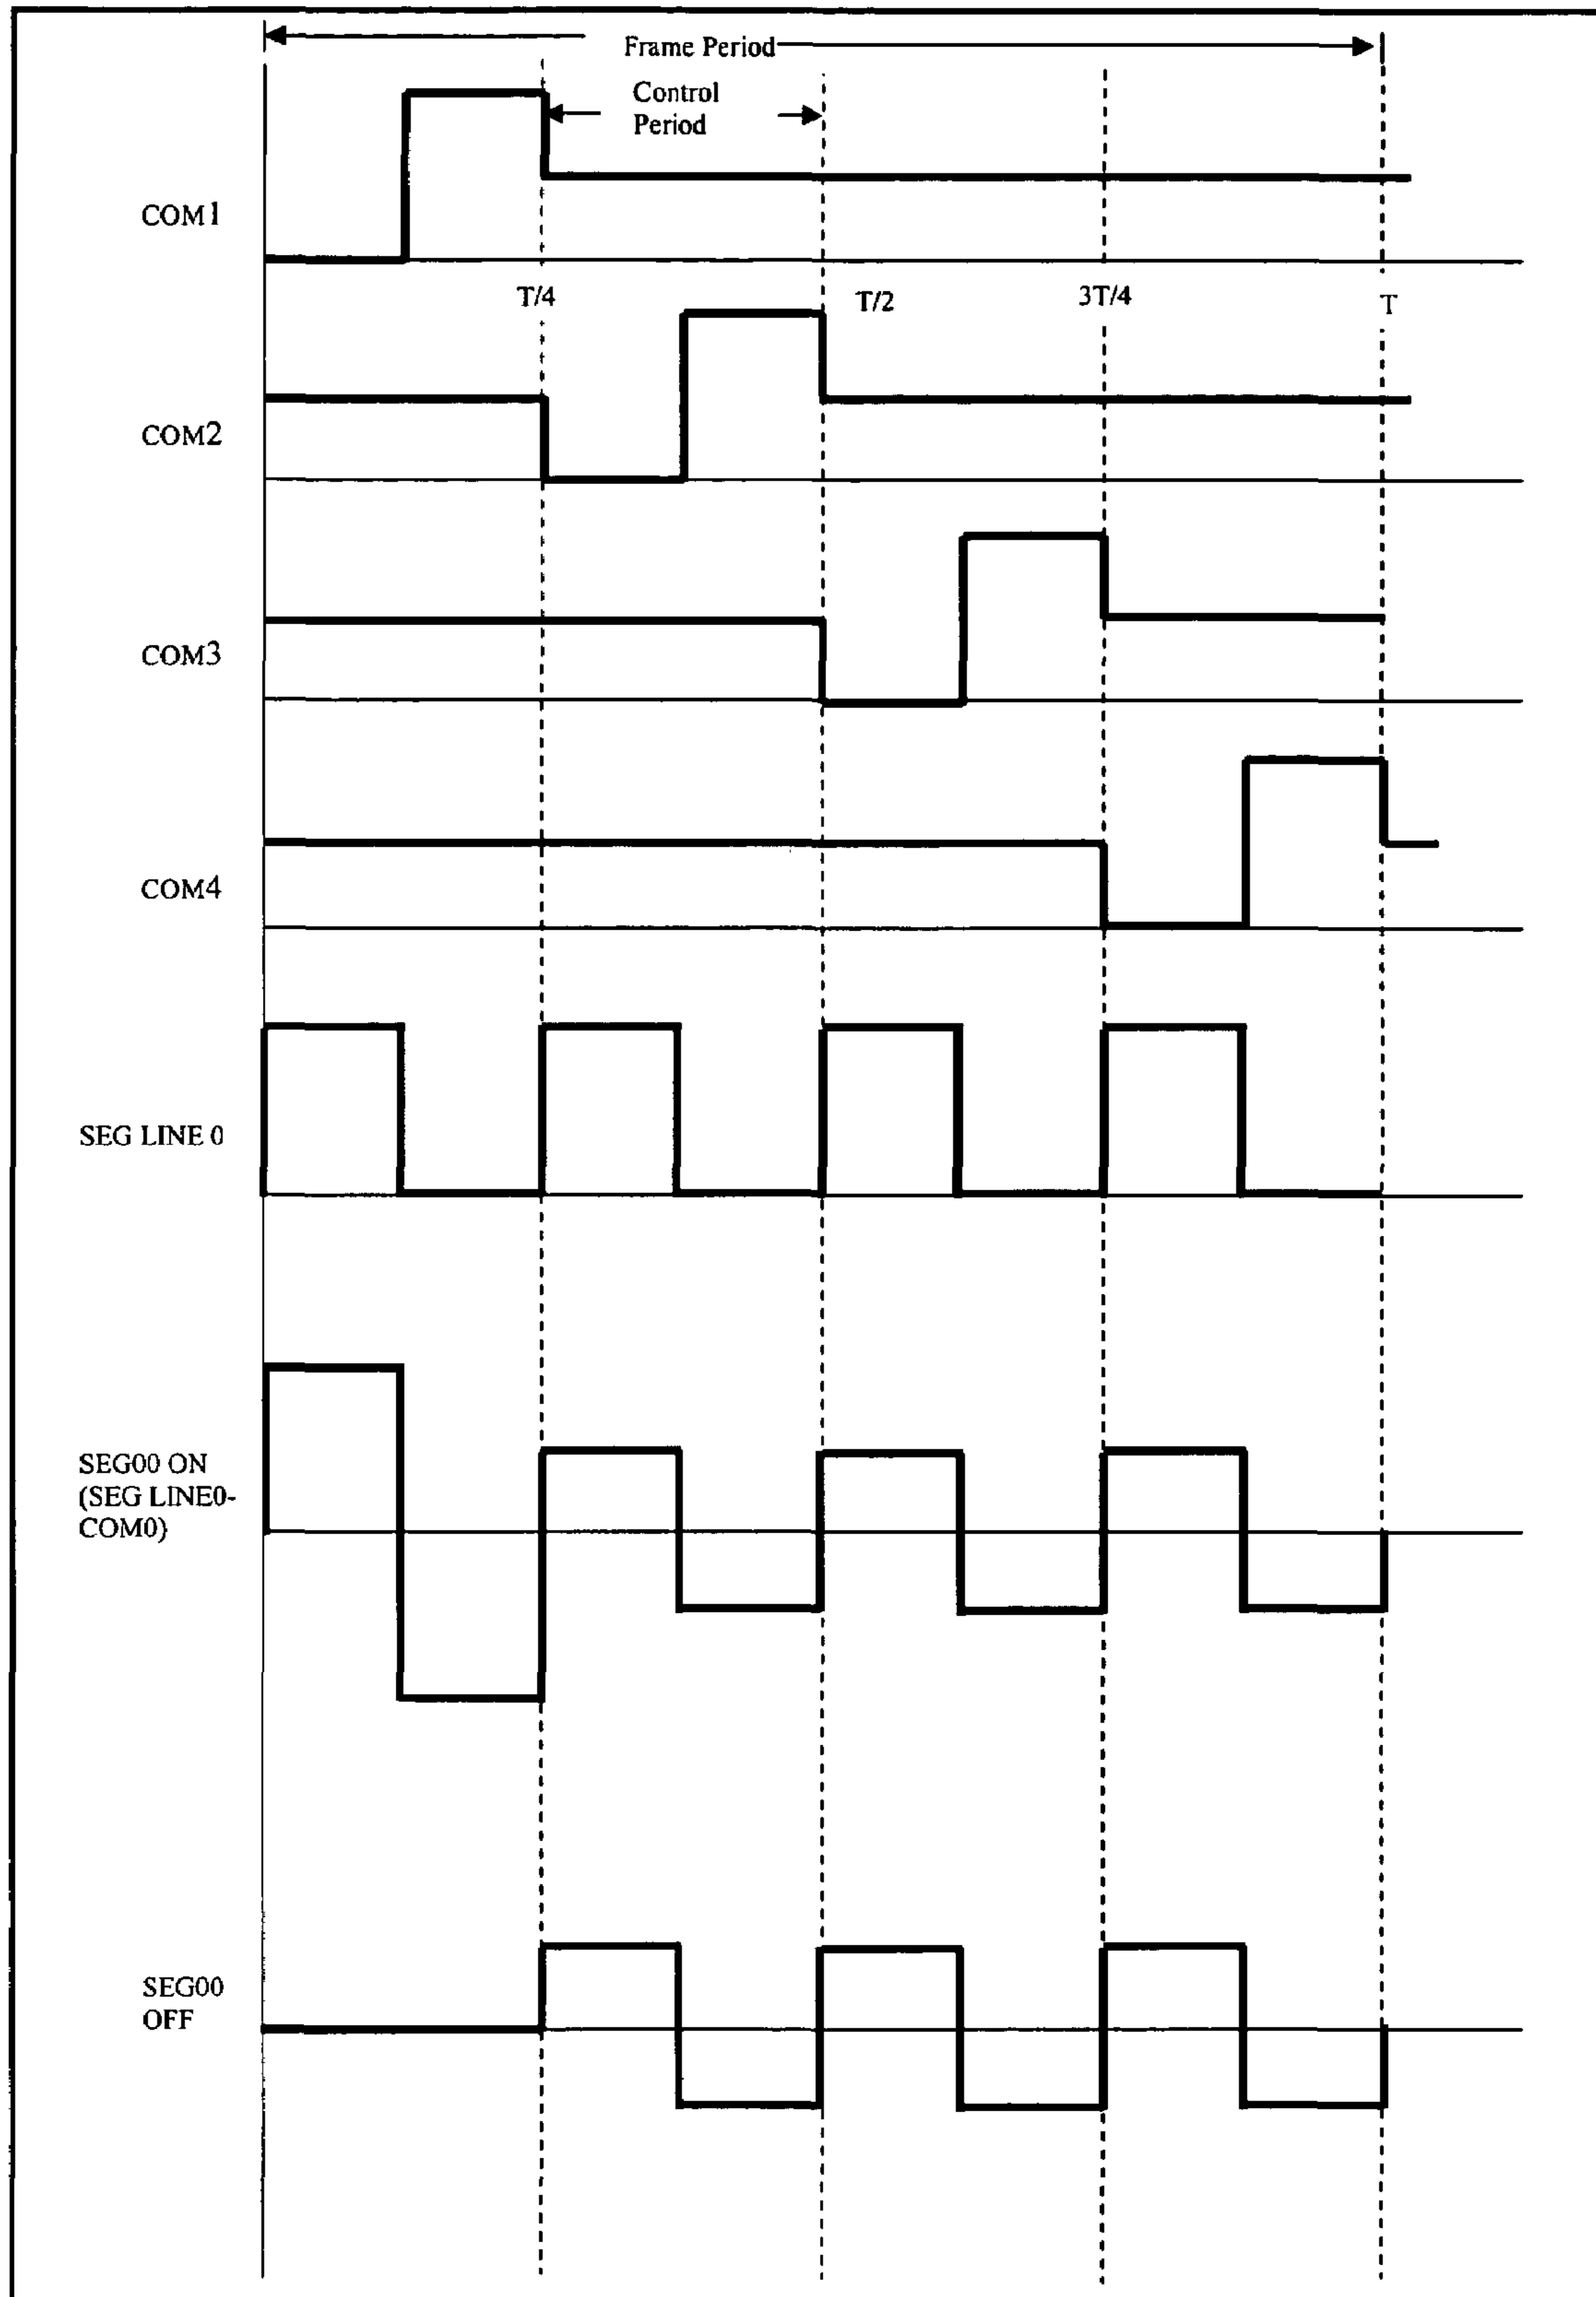 Frame Period
Control
Period
COM1
T/4
T/2
3T/4
T
COM2
COM3
COM4
SEG LINE 0
SEG00 ON
(SEG LINE0-
COM0)
SEG00
OFF